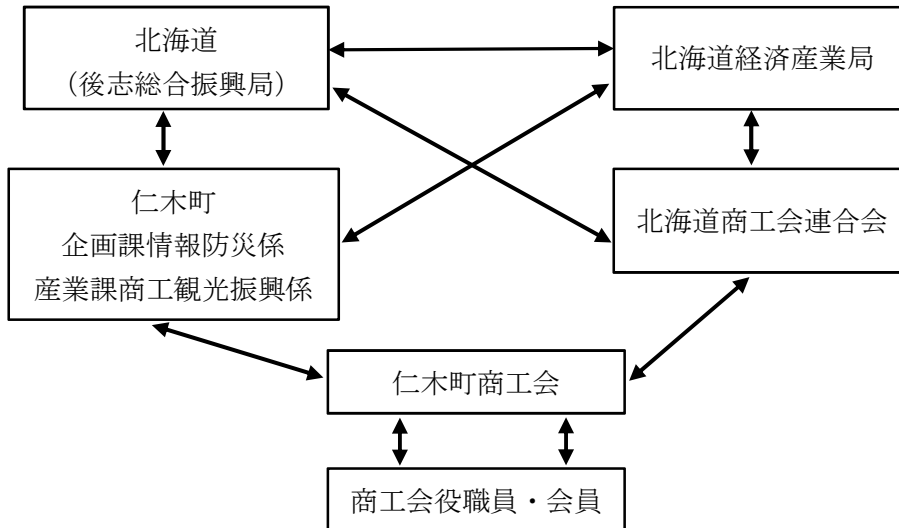 北海道
（後志総合振興局）
北海道経済産業局
仁木町
企画課情報防災係
産業課商工観光振興係
北海道商工会連合会
仁木町商工会
商工会役職員・会員